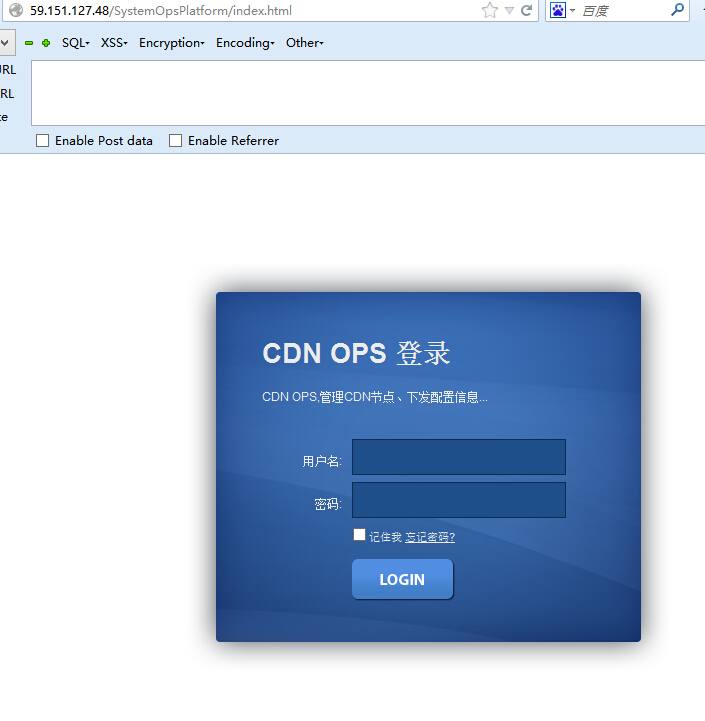 59.151.127.48/SystemOpsPlatform/index.html
百度
SQL XSS Encryption Encoding Other
URL
RL
te
Enable Post data Enable Referrer
CDN OPS 登录
CDN OPS,管理CDN节点、下发配置信息...
用户名:
密码:
记住我 忘记密码?
LOGIN